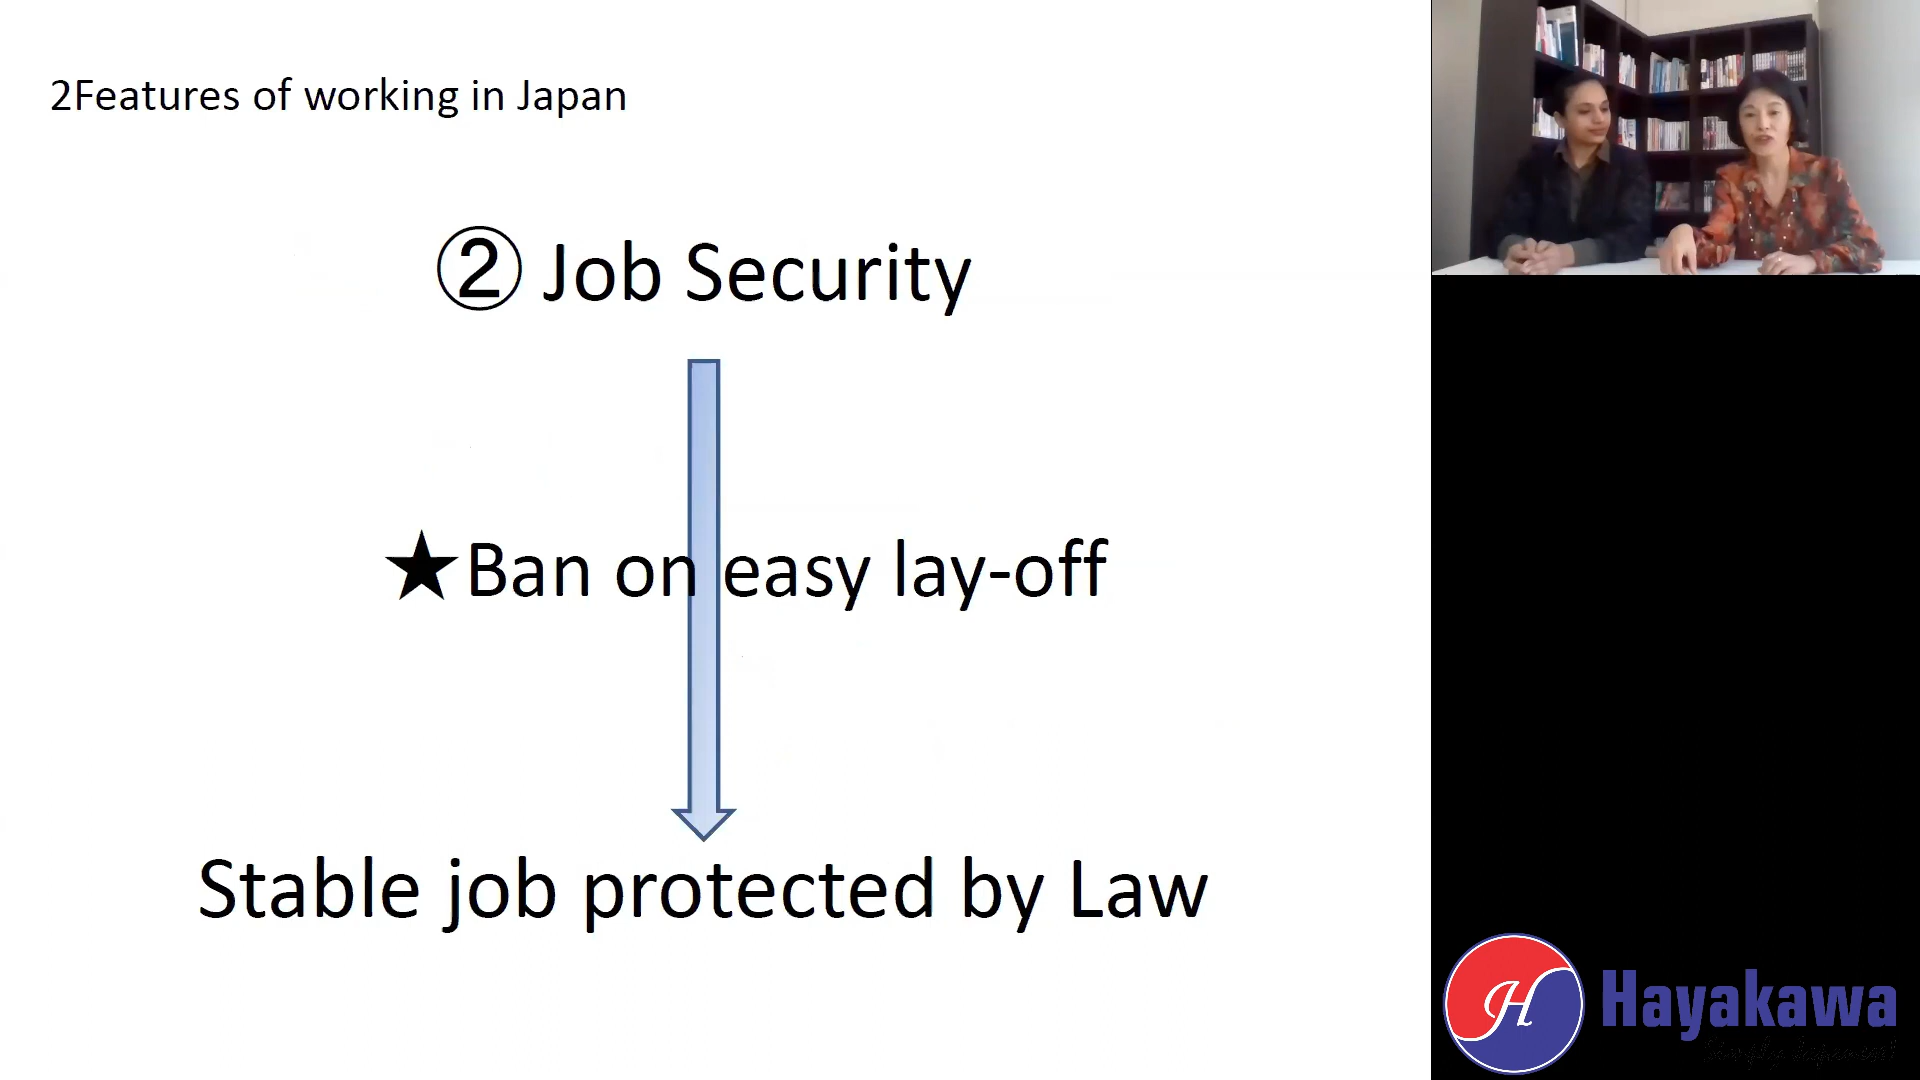 2Features of working in Japan
② Job Security
★Ban on easy lay-off
Stable job protected by Law
H
Hayakawa